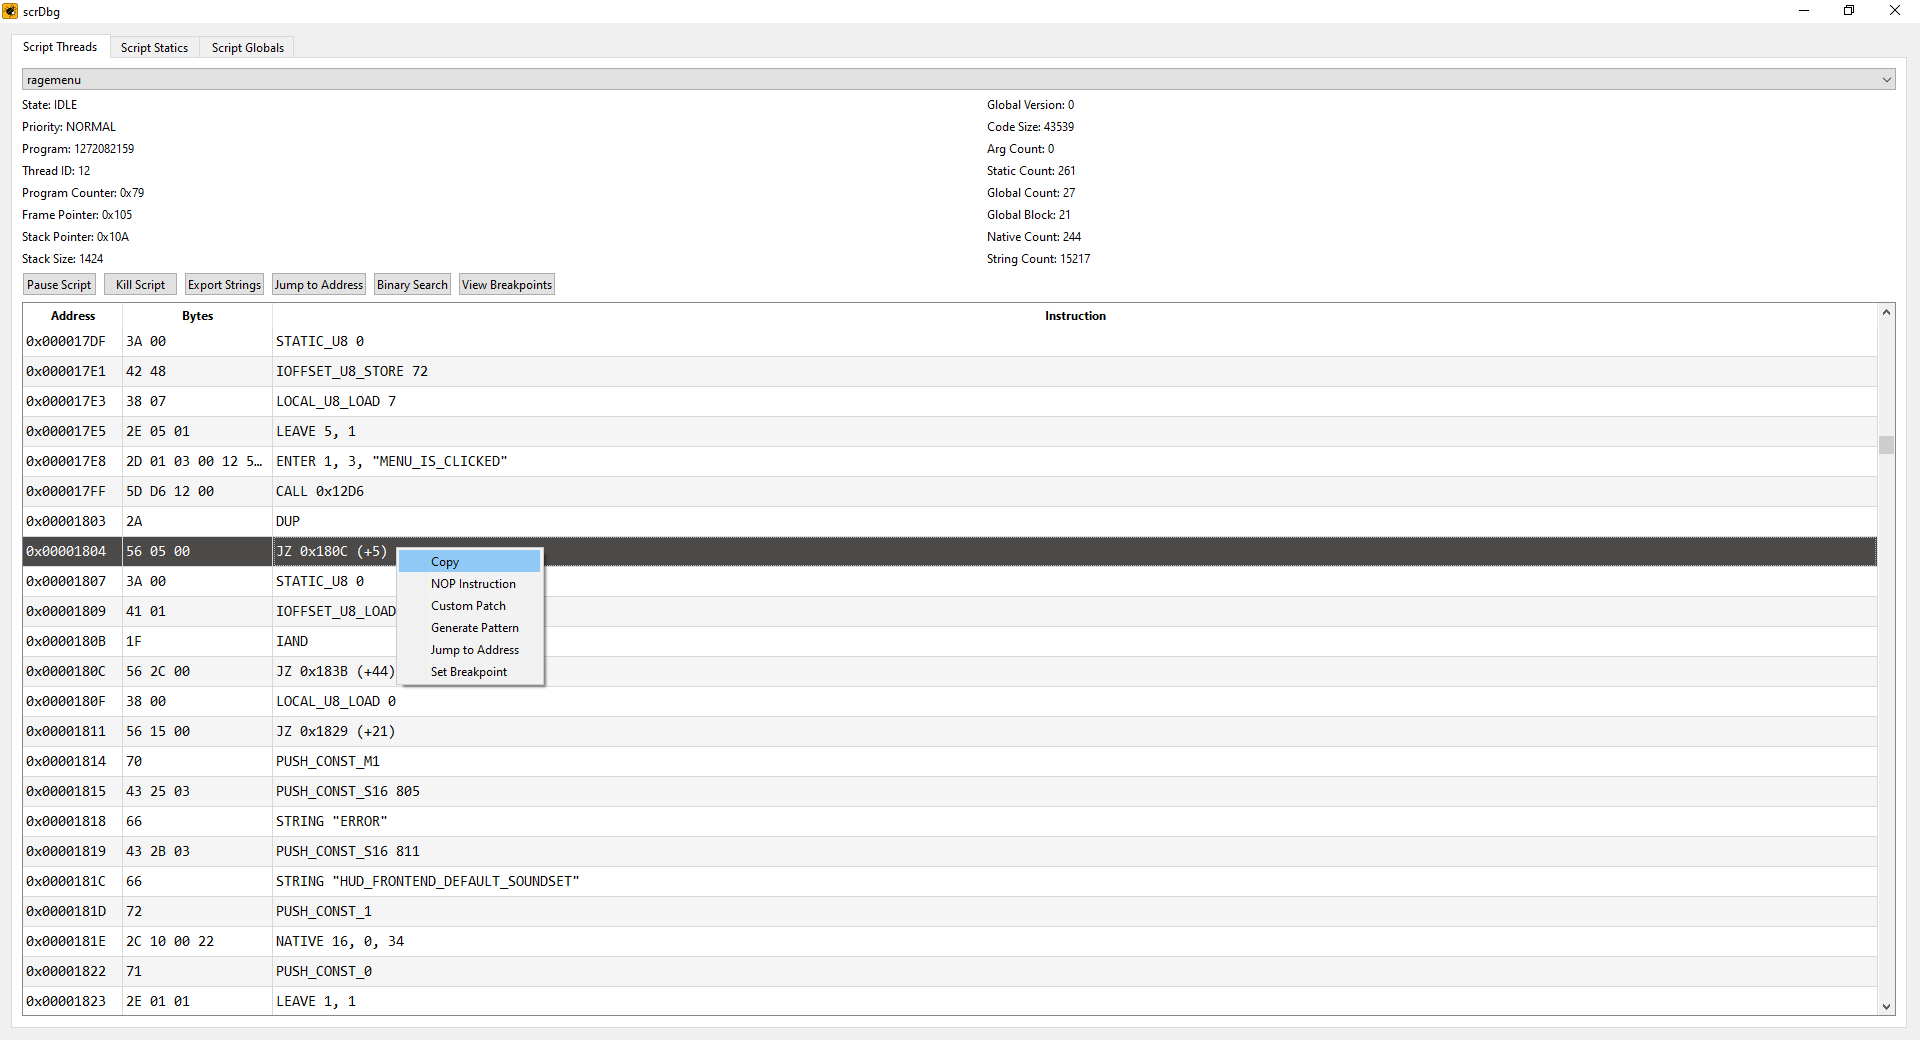 scrDbg
Script Threads Script Statics Script Globals
ragemenu
State: IDLE Global Version: 0
Priority: NORMAL Code Size: 43539
Program: 1272082159 Arg Count: 0
Thread ID: 12 Static Count: 261
Program Counter: 0x79 Global Count: 27
Frame Pointer: 0x105 Global Block: 21
Stack Pointer: 0x10A Native Count: 244
Stack Size: 1424 String Count: 15217
Pause Script Kill Script Export Strings Jump to Address Binary Search View Breakpoints
Address Bytes Instruction
0x000017DF 3A 00 STATIC_U8 0
0x000017E1 42 48 IOFFSET_U8_STORE 72
0x000017E3 38 07 LOCAL_U8_LOAD 7
0x000017E5 2E 05 01 LEAVE 5, 1
0x000017E8 2D 01 03 00 12 5... ENTER 1, 3, "MENU_IS_CLICKED"
0x000017FF 5D D6 12 00 CALL 0x12D6
0x00001803 2A DUP
0x00001804 56 05 00 JZ 0x180C (+5)
0x00001807 3A 00 STATIC_U8 0
0x00001809 41 01 IOFFSET_U8_LOAD
0x0000180B 1F IAND
0x0000180C 56 2C 00 JZ 0x183B (+44)
0x0000180F 38 00 LOCAL_U8_LOAD 0
0x00001811 56 15 00 JZ 0x1829 (+21)
0x00001814 70 PUSH_CONST_M1
0x00001815 43 25 03 PUSH_CONST_S16 805
0x00001818 66 STRING "ERROR"
0x00001819 43 2B 03 PUSH_CONST_S16 811
0x0000181C 66 STRING "HUD_FRONTEND_DEFAULT_SOUNDSET"
0x0000181D 72 PUSH_CONST_1
0x0000181E 2C 10 00 22 NATIVE 16, 0, 34
0x00001822 71 PUSH_CONST_0
0x00001823 2E 01 01 LEAVE 1, 1
Copy
NOP Instruction
Custom Patch
Generate Pattern
Jump to Address
Set Breakpoint